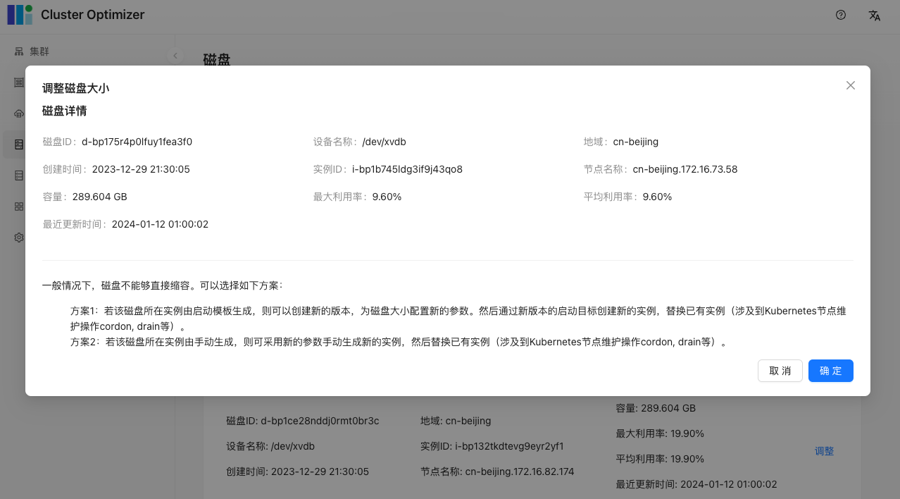 Cluster Optimizer
集群
磁盘
调整磁盘大小
磁盘详情
磁盘ID: d-bp175r4p0lfuy1fea3f0
设备名称: /dev/xvdb
地域: cn-beijing
创建时间: 2023-12-29 21:30:05
实例ID: i-bp1b745ldg3if9j43qo8
节点名称: cn-beijing.172.16.73.58
容量: 289.604 GB
最大利用率: 9.60%
平均利用率: 9.60%
最近更新时间: 2024-01-12 01:00:02
一般情况下，磁盘不能够直接缩容。可以选择如下方案：
方案1：若该磁盘所在实例由启动模板生成，则可以创建新的版本，为磁盘大小配置新的参数。然后通过新版本的启动目标创建新的实例，替换已有实例（涉及到Kubernetes节点维
护操作cordon, drain等）。
方案2：若该磁盘所在实例由手动生成，则可采用新的参数手动生成新的实例，然后替换已有实例（涉及到Kubernetes节点维护操作cordon, drain等）。
取 消
确 定
磁盘ID: d-bp1ce28nddj0rmt0br3c
设备名称: /dev/xvdb
创建时间: 2023-12-29 21:30:05
地域: cn-beijing
实例ID: i-bp132tkdtevg9eyr2yf1
节点名称: cn-beijing.172.16.82.174
容量: 289.604 GB
最大利用率: 19.90%
平均利用率: 19.90%
最近更新时间: 2024-01-12 01:00:02
调整